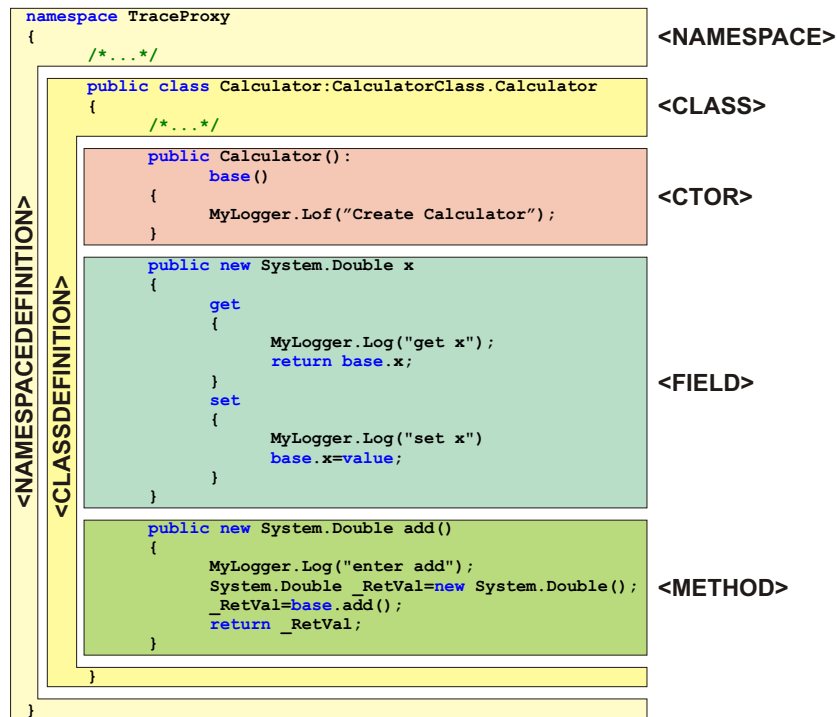 namespace TraceProxy
{
/*...*/
<NAMESPACE>
public class Calculator:CalculatorClass.Calculator
{
/*...*/
<CLASS>
public Calculator():
base()
{
MyLogger.Lof(”Create Calculator”);
}
<CTOR>
public new System.Double x
{
get
{
MyLogger.Log("get x");
return base.x;
}
set
{
MyLogger.Log("set x")
base.x=value;
}
}
<FIELD>
public new System.Double add()
{
MyLogger.Log("enter add");
System.Double _RetVal=new System.Double();
_RetVal=base.add();
return _RetVal;
}
<METHOD>
}
}
<NAMESPACEDEFINITION>
<CLASSDEFINITION>